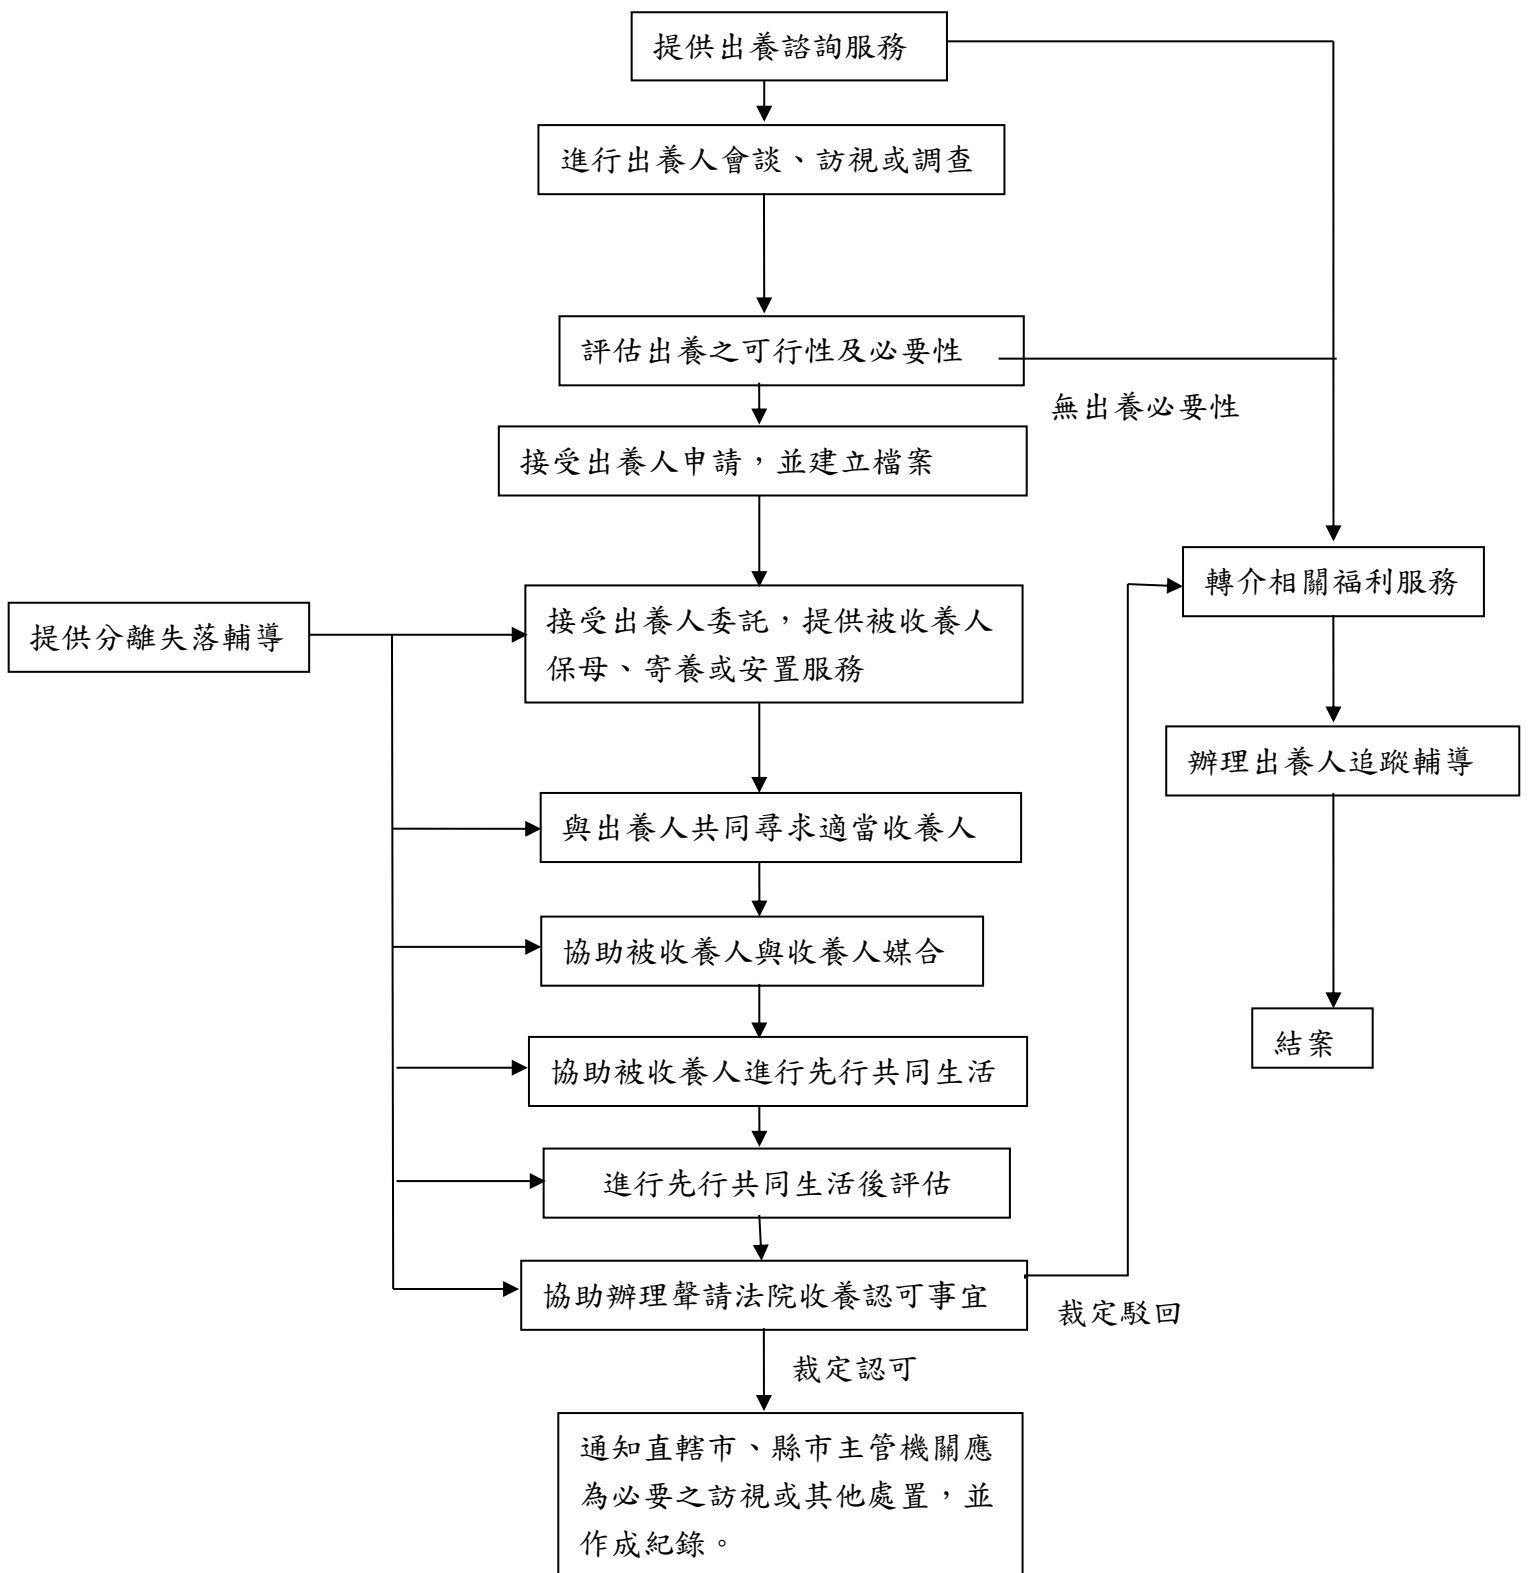 提供出養諮詢服務
進行出養人會談、訪視或調查
評估出養之可行性及必要性
無出養必要性
接受出養人申請，並建立檔案
轉介相關福利服務
提供分離失落輔導
接受出養人委託，提供被收養人
保母、寄養或安置服務
辦理出養人追蹤輔導
與出養人共同尋求適當收養人
協助被收養人與收養人媒合
結案
協助被收養人進行先行共同生活
進行先行共同生活後評估
協助辦理聲請法院收養認可事宜
裁定駁回
裁定認可
通知直轄市、縣市主管機關應
為必要之訪視或其他處置，並
作成紀錄。